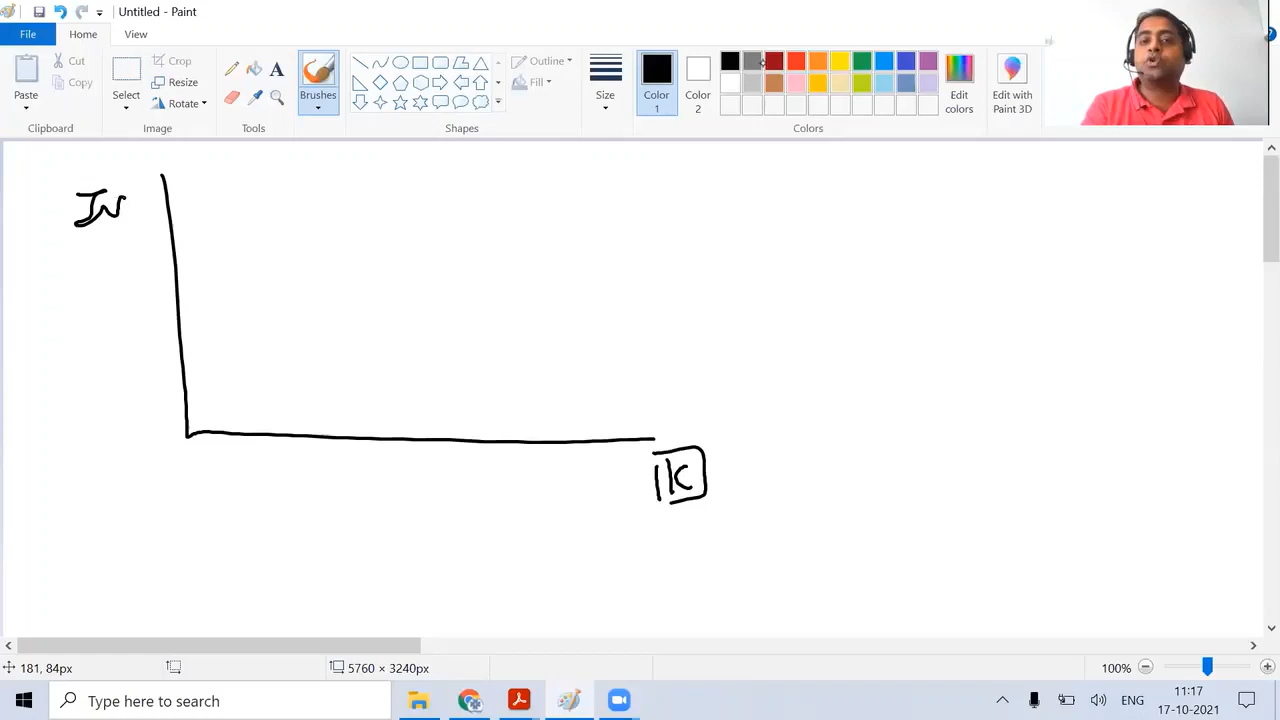 Untitled - Paint
File
Home
View
Paste
Cut
Copy
Clipboard
Select
Crop
Resize
Rotate
Image
Tools
Brushes
Outline
Fill
Shapes
Size
Color 1
Color 2
Edit colors
Edit with Paint 3D
Colors
IN
K
181, 84px
5760 × 3240px
100%
Type here to search
ENG
11:17
17-10-2021